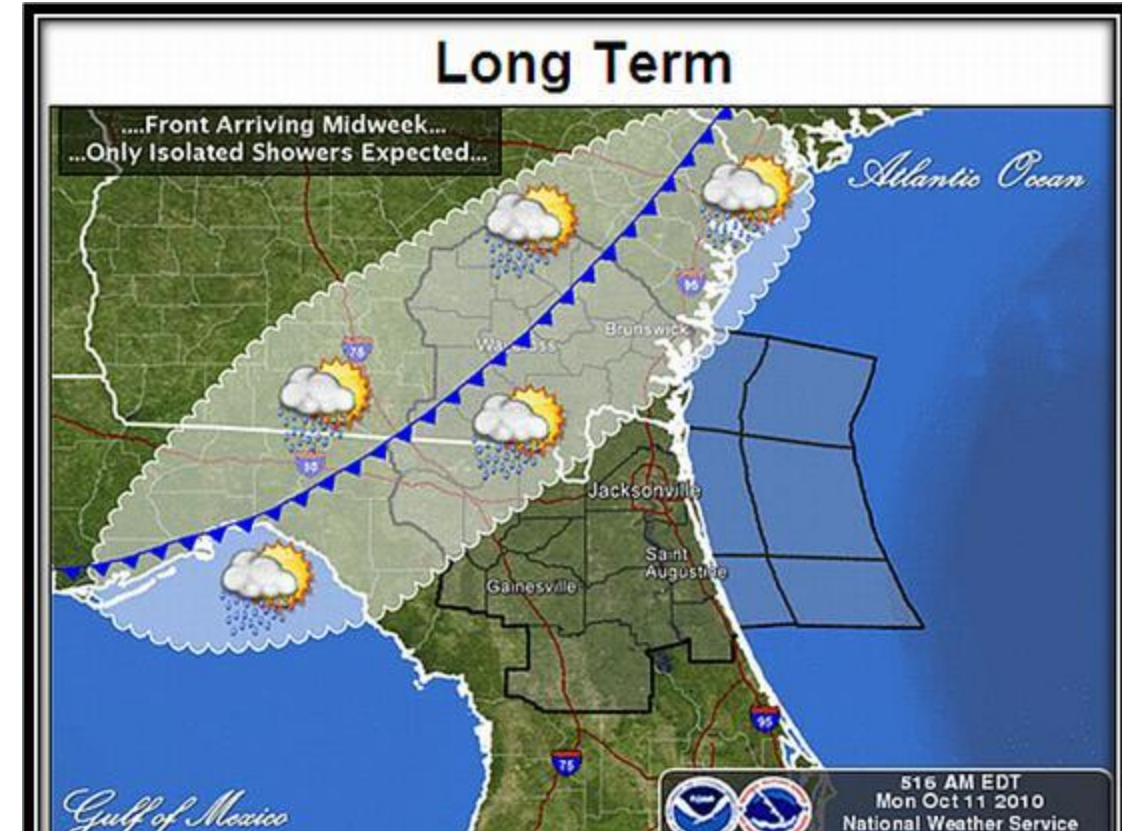 Long Term
....Front Arriving Midweek...
...Only Isolated Showers Expected...
Atlantic Ocean
95
Brunswick
75
10
Jacksonville
Saint
Augustine
Gainesville
95
75
Gulf of Mexico
516 AM EDT
Mon Oct 11 2010
National Weather Service